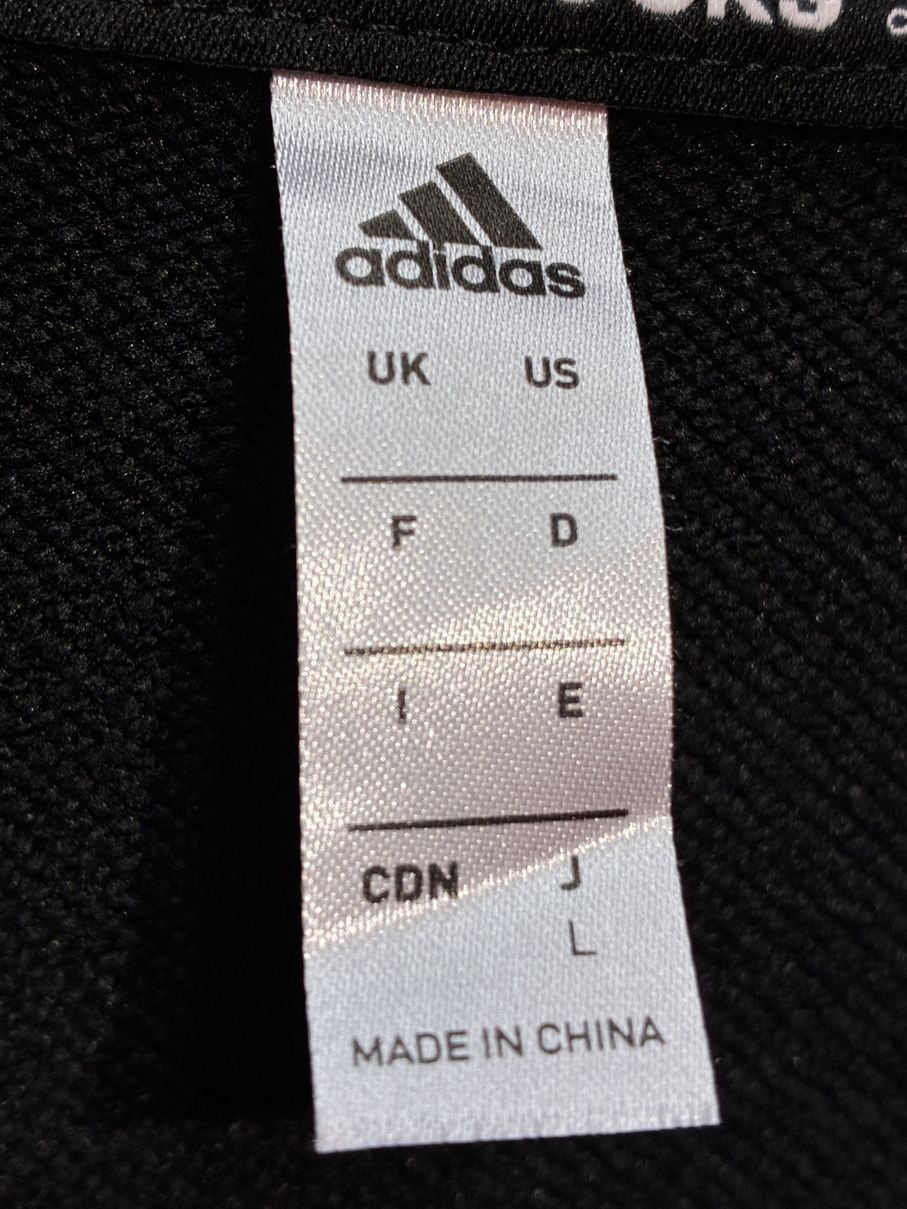 adidas
UK US
F D
I E
CDN J
L
MADE IN CHINA